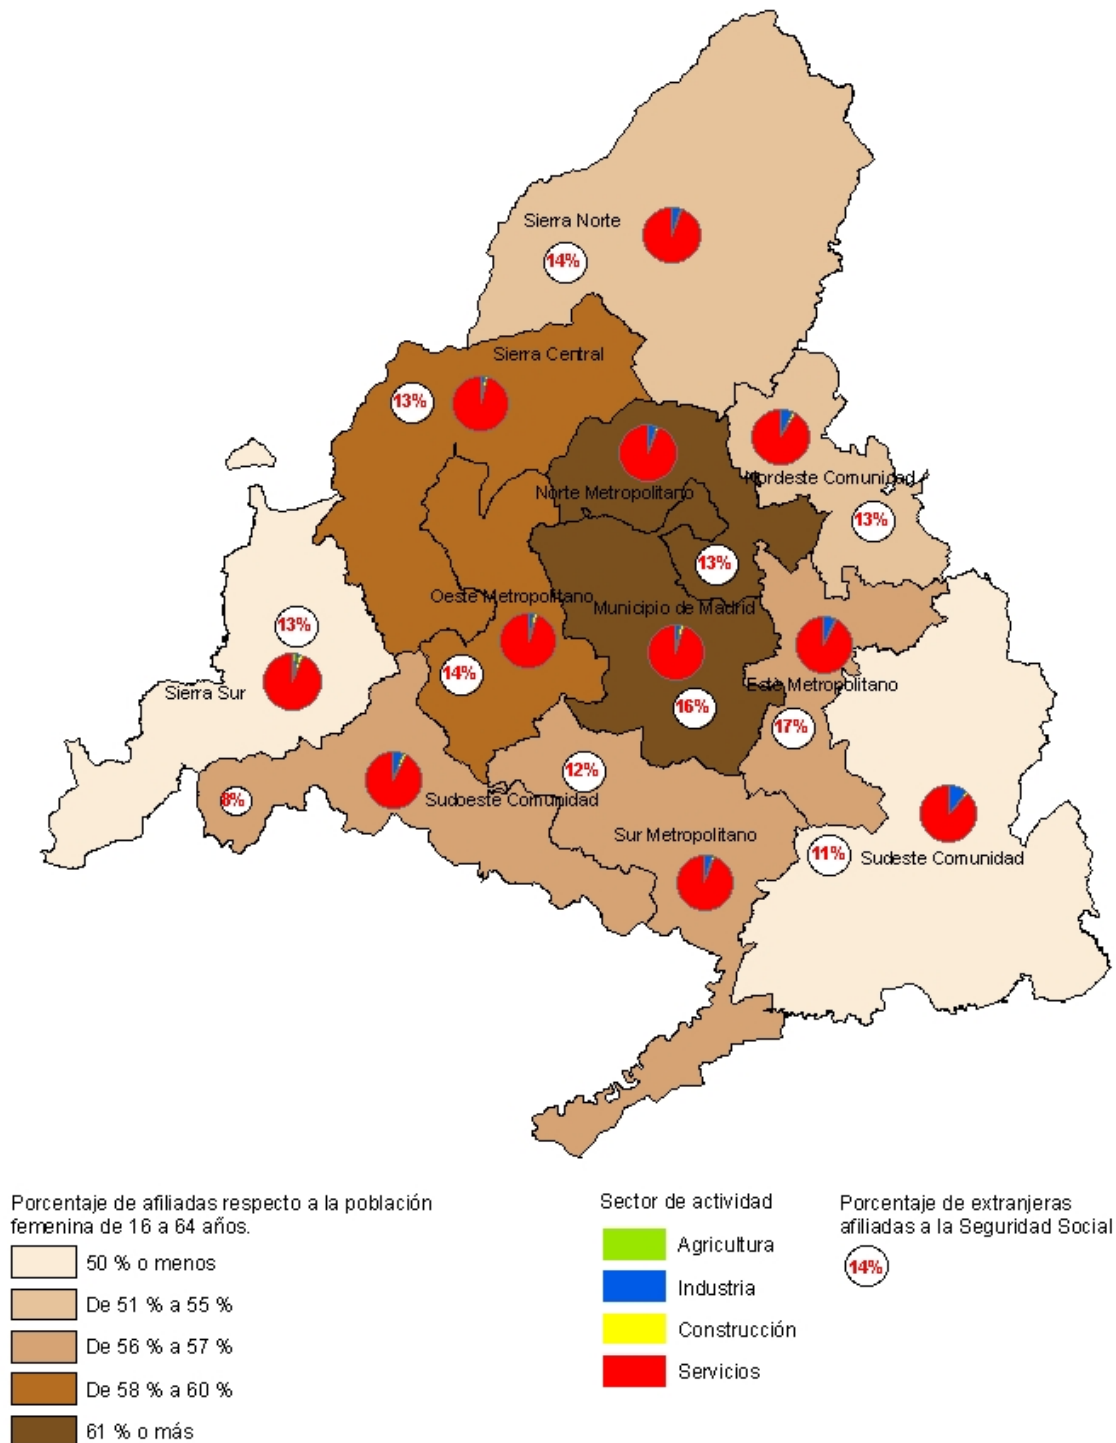 Sierra Norte
14%
Sierra Central
13%
Nordeste Comunidad
Norte Metropolitano
13%
13%
Oeste Metropolitano
Municipio de Madrid
13%
14%
Este Metropolitano
Sierra Sur
16%
17%
12%
8%
Sudoeste Comunidad
Sur Metropolitano
11%
Sudeste Comunidad
Porcentaje de afiliadas respecto a la población
femenina de 16 a 64 años.
50 % o menos
De 51 % a 55 %
De 56 % a 57 %
De 58 % a 60 %
61 % o más
Sector de actividad
Agricultura
Industria
Construcción
Servicios
Porcentaje de extranjeras
afiliadas a la Seguridad Social
14%